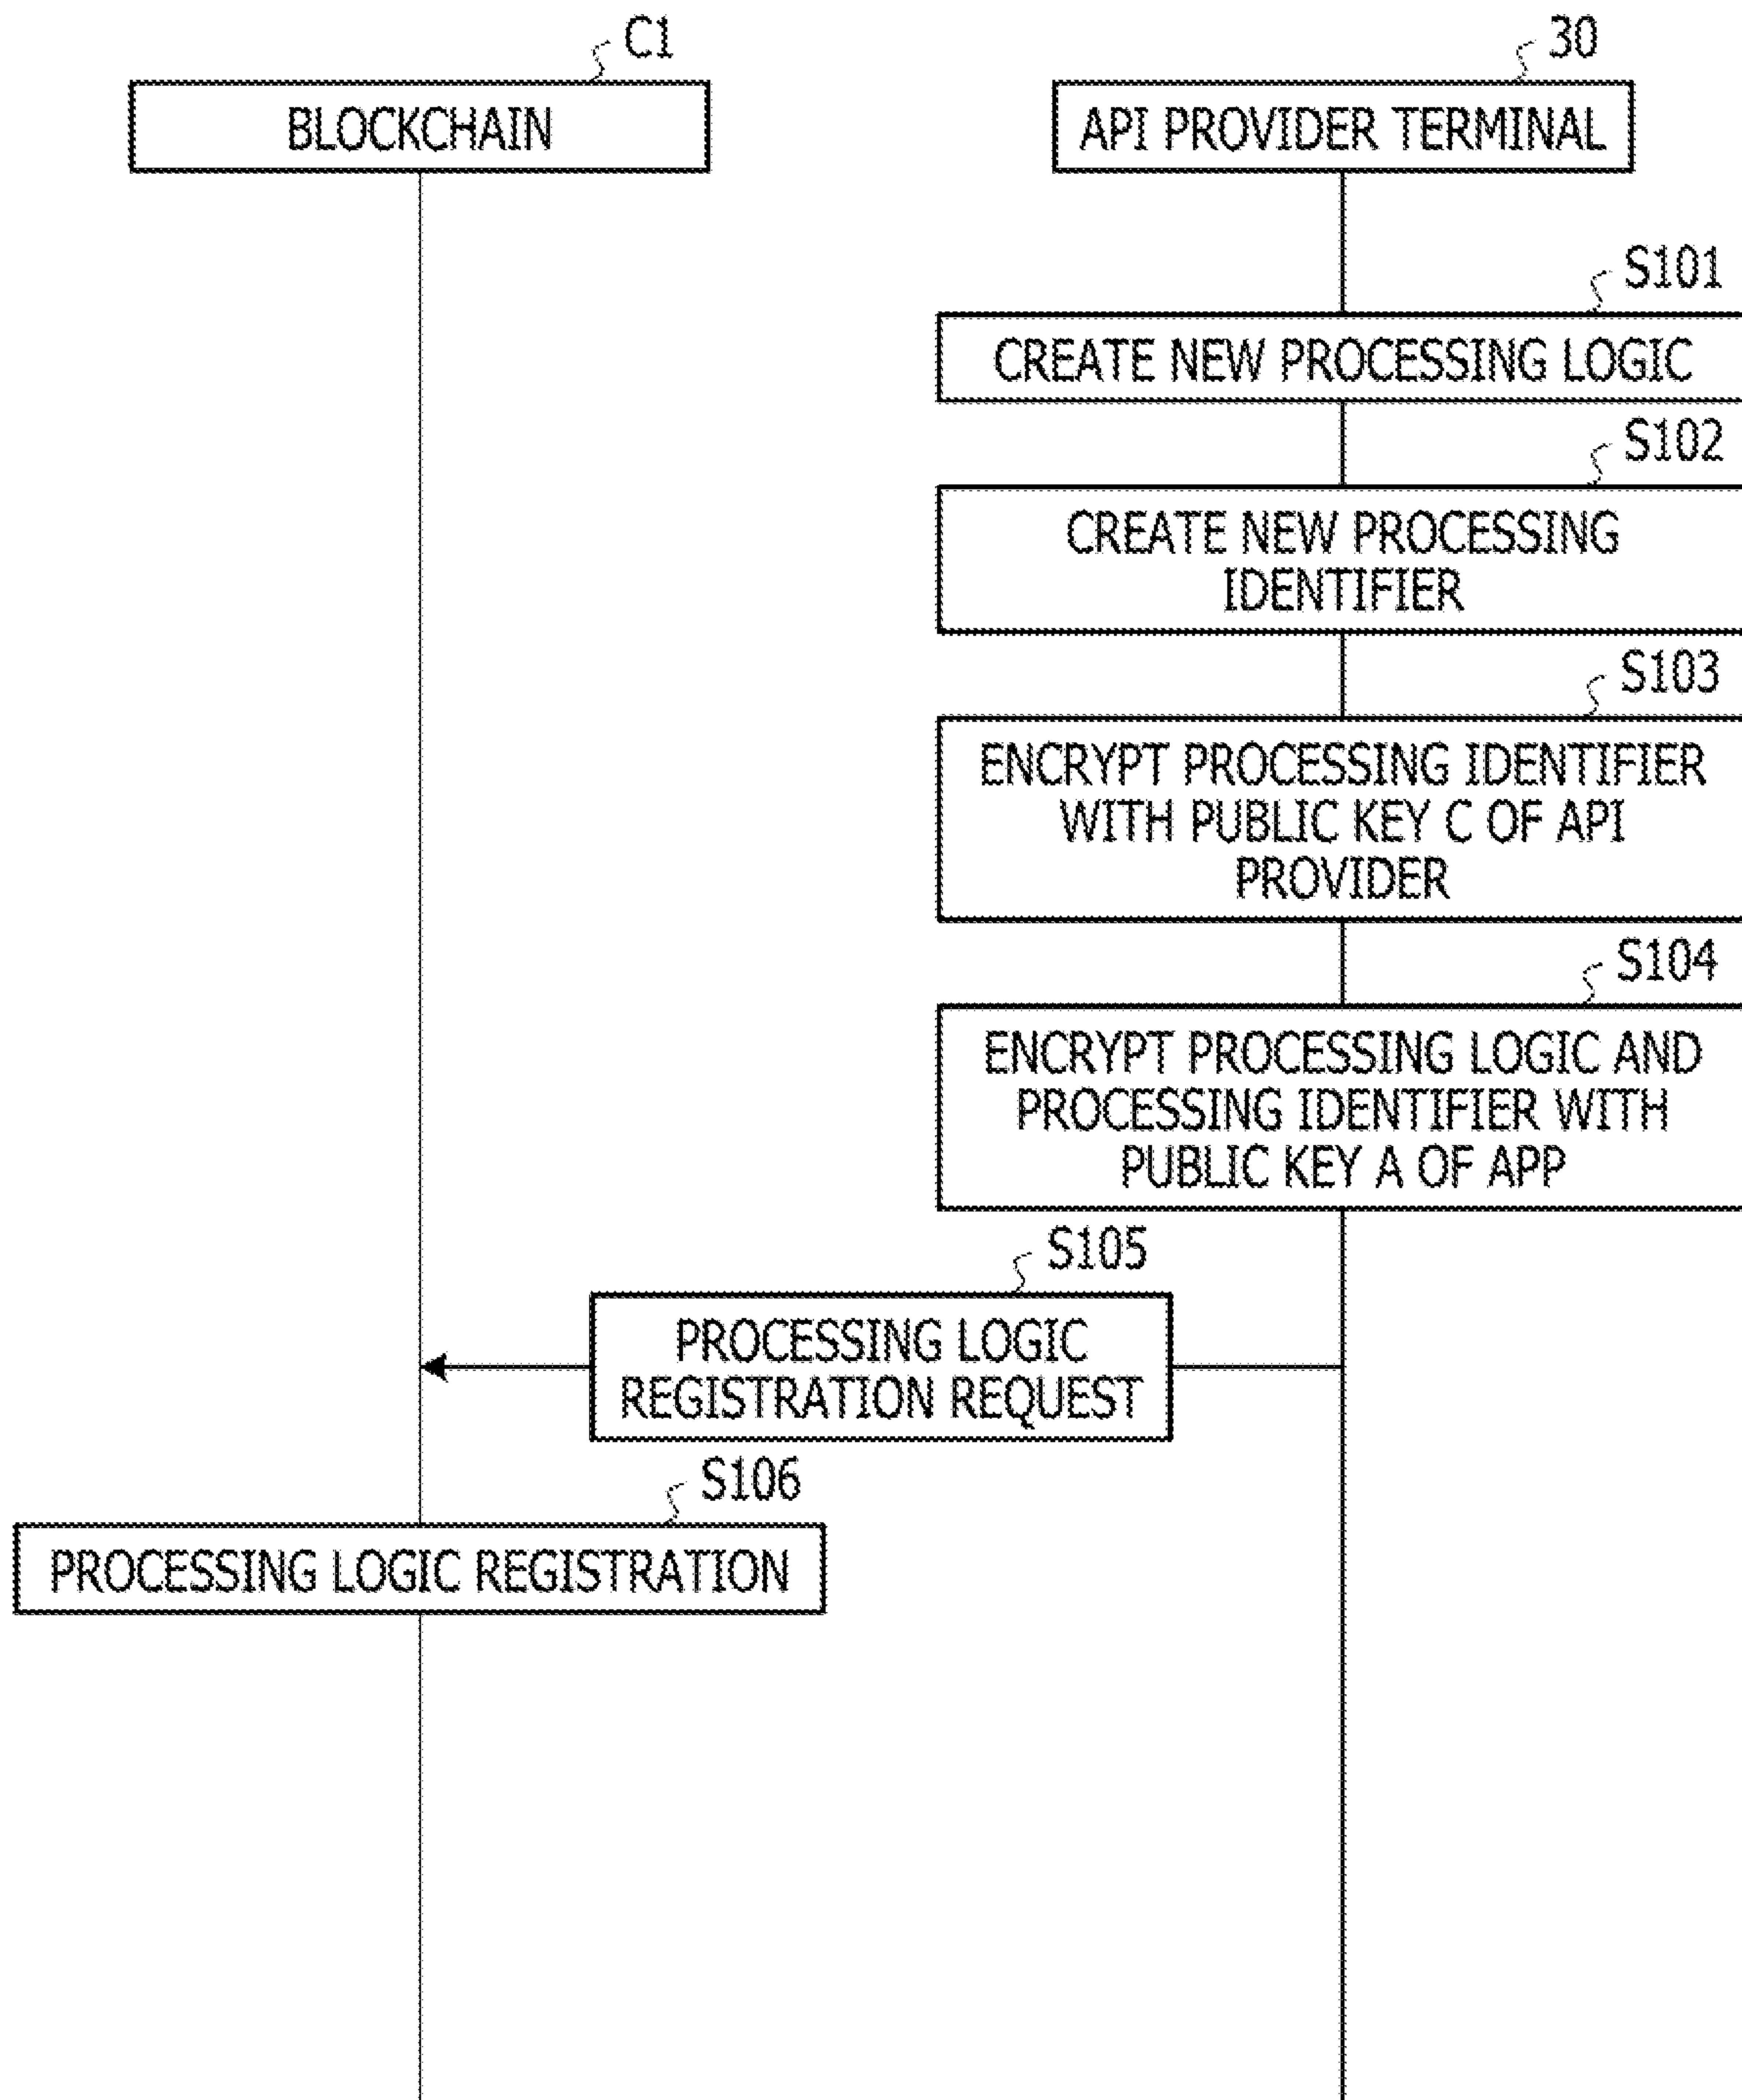 C1
30
BLOCKCHAIN
API PROVIDER TERMINAL
S101
CREATE NEW PROCESSING LOGIC
S102
CREATE NEW PROCESSING
IDENTIFIER
S103
ENCRYPT PROCESSING IDENTIFIER
WITH PUBLIC KEY C OF API
PROVIDER
S104
ENCRYPT PROCESSING LOGIC AND
PROCESSING IDENTIFIER WITH
PUBLIC KEY A OF APP
S105
PROCESSING LOGIC
REGISTRATION REQUEST
S106
PROCESSING LOGIC REGISTRATION